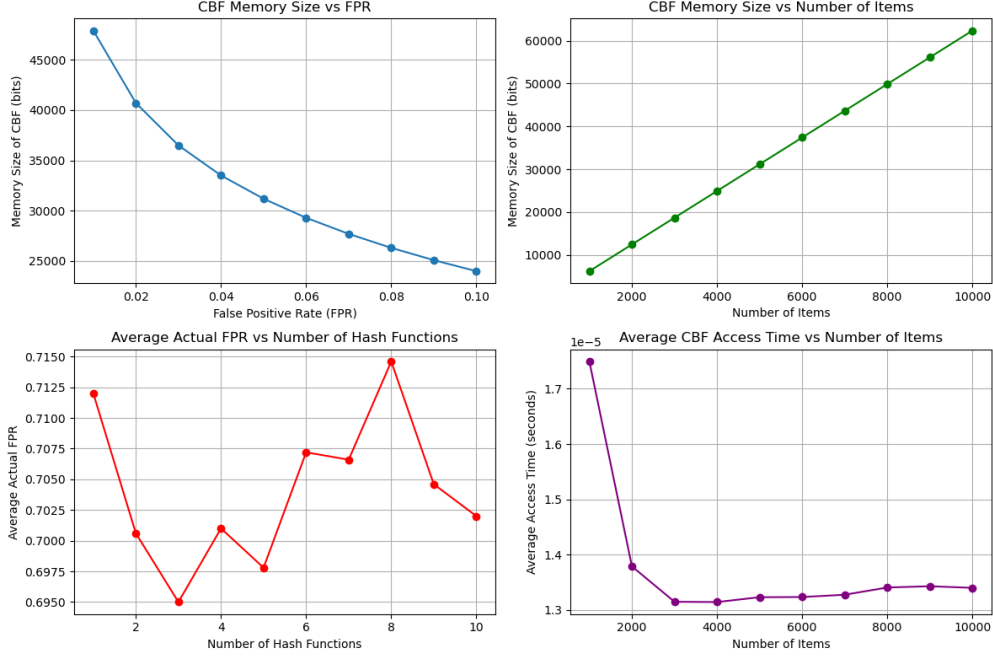 CBF Memory Size vs FPR
Memory Size of CBF (bits)
45000
40000
35000
30000
25000
0.02 0.04 0.06 0.08 0.10
False Positive Rate (FPR)
CBF Memory Size vs Number of Items
Memory Size of CBF (bits)
60000
50000
40000
30000
20000
10000
2000 4000 6000 8000 10000
Number of Items
Average Actual FPR vs Number of Hash Functions
Average Actual FPR
0.7150
0.7125
0.7100
0.7075
0.7050
0.7025
0.7000
0.6975
0.6950
2 4 6 8 10
Number of Hash Functions
Average CBF Access Time vs Number of Items
1e−5
Average Access Time (seconds)
1.7
1.6
1.5
1.4
1.3
2000 4000 6000 8000 10000
Number of Items